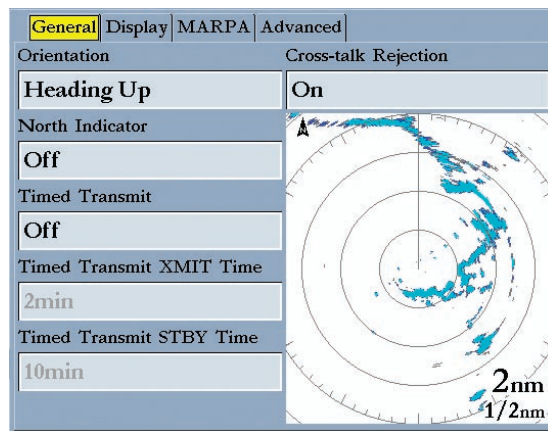 General Display MARPA Advanced
Orientation
Heading Up
Cross-talk Rejection
On
North Indicator
Off
Timed Transmit
Off
Timed Transmit XMIT Time
2min
Timed Transmit STBY Time
10min
2nm
1/2nm